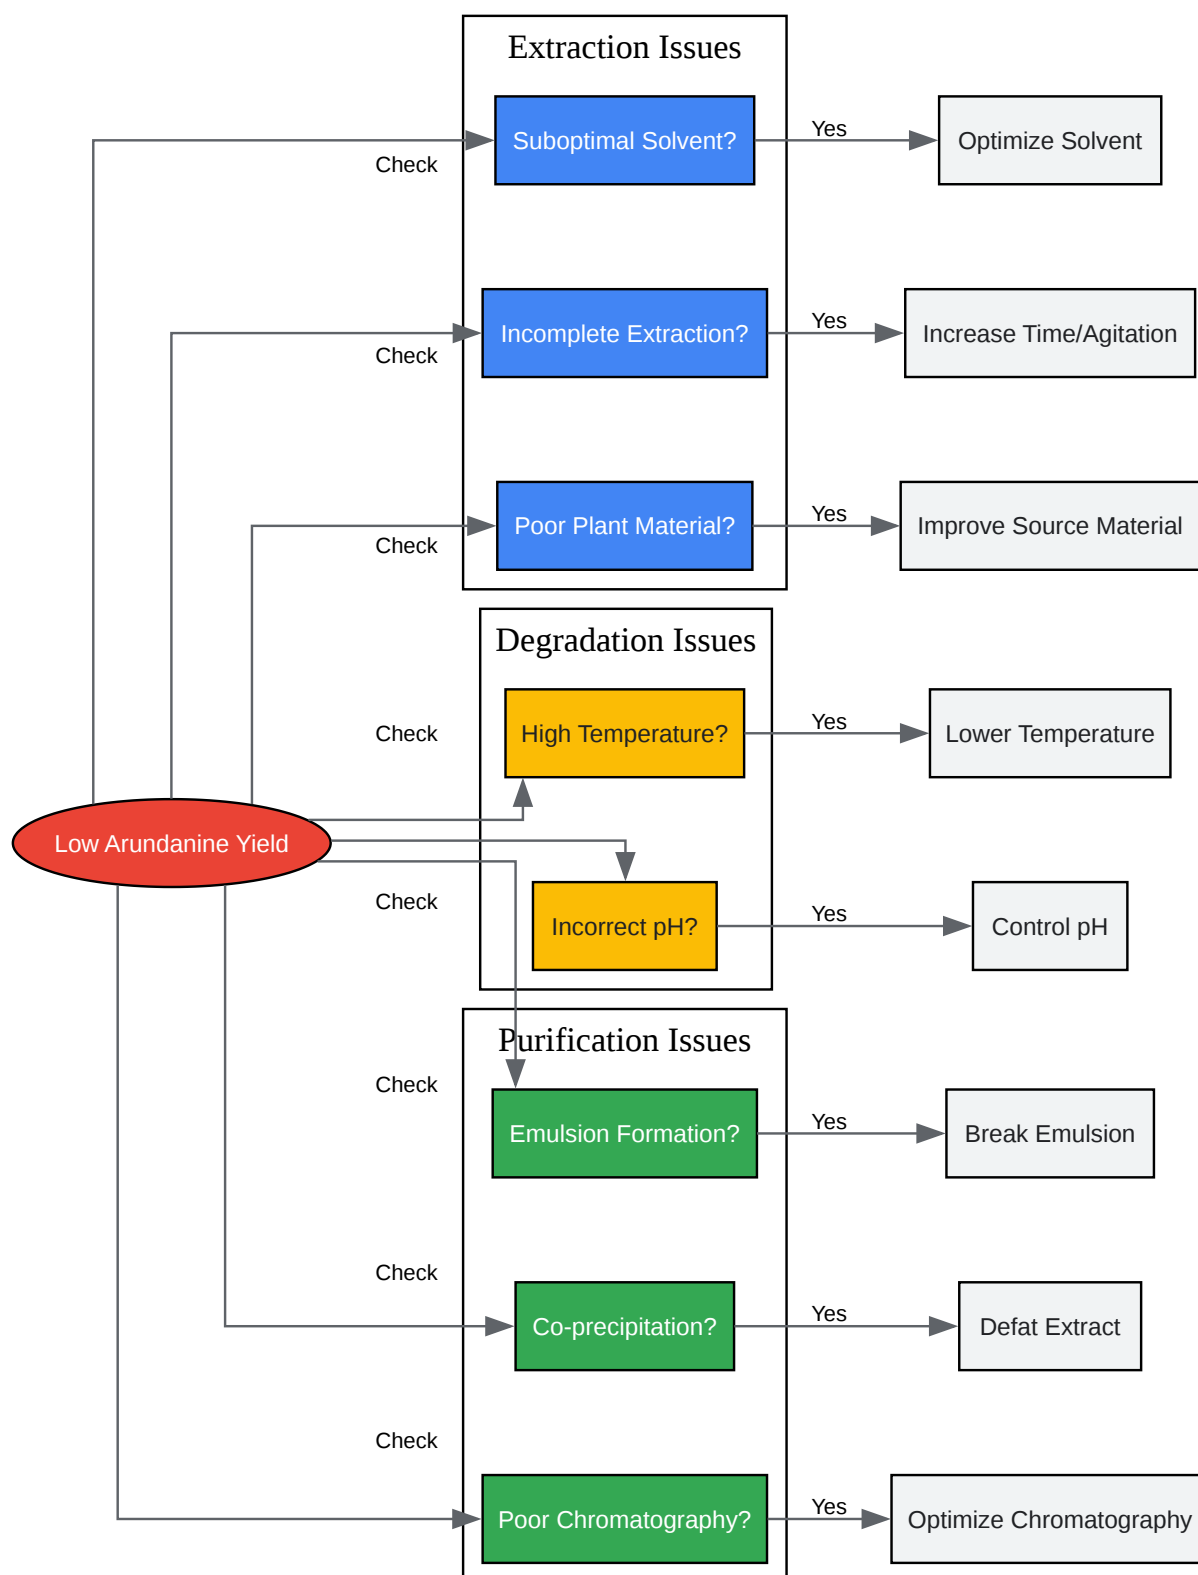 Extraction Issues
Suboptimal Solvent?
Yes
Optimize Solvent
Check
Incomplete Extraction?
Yes
Increase Time/Agitation
Check
Poor Plant Material?
Yes
Improve Source Material
Check
Degradation Issues
Check
High Temperature?
Yes
Lower Temperature
Low Arundanine Yield
Check
Incorrect pH?
Yes
Control pH
Purification Issues
Check
Emulsion Formation?
Yes
Break Emulsion
Check
Co-precipitation?
Yes
Defat Extract
Check
Poor Chromatography?
Yes
Optimize Chromatography